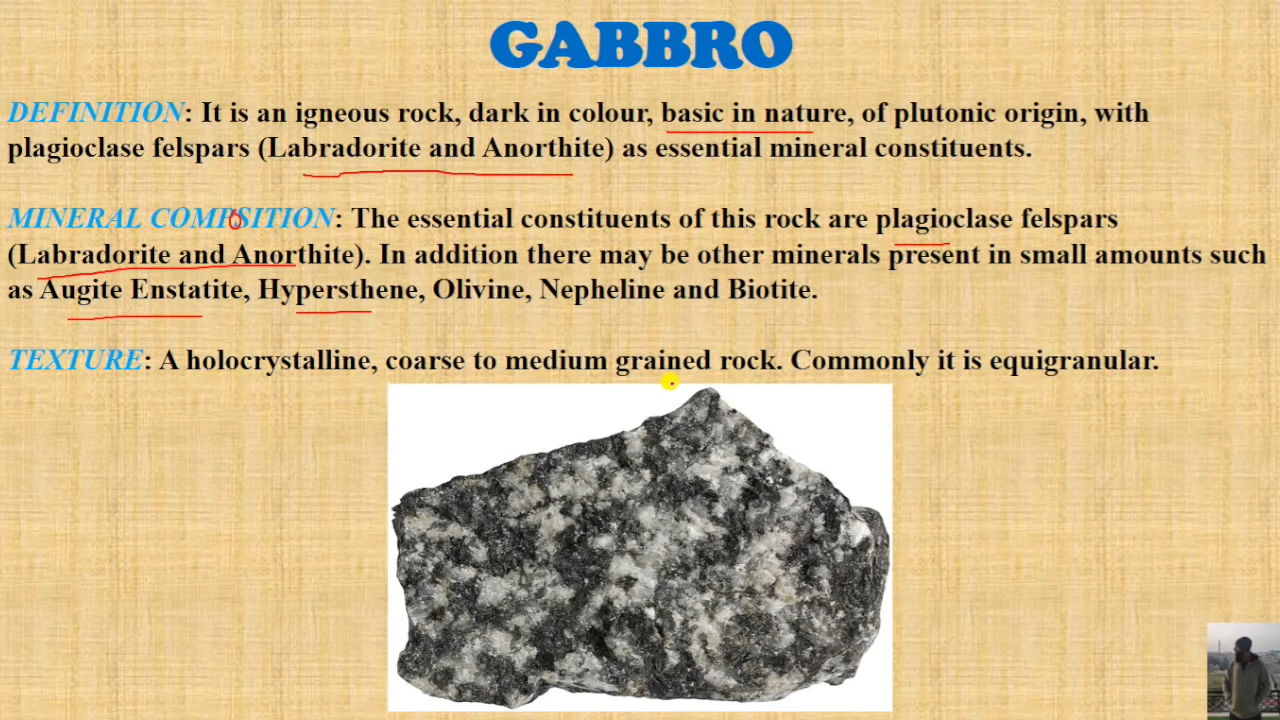 GABBRO
DEFINITION: It is an igneous rock, dark in colour, basic in nature, of plutonic origin, with
plagioclase felspars (Labradorite and Anorthite) as essential mineral constituents.
MINERAL COMPSITION: The essential constituents of this rock are plagioclase felspars
(Labradorite and Anorthite). In addition there may be other minerals present in small amounts such
as Augite Enstatite, Hypersthene, Olivine, Nepheline and Biotite.
TEXTURE: A holocrystalline, coarse to medium grained rock. Commonly it is equigranular.